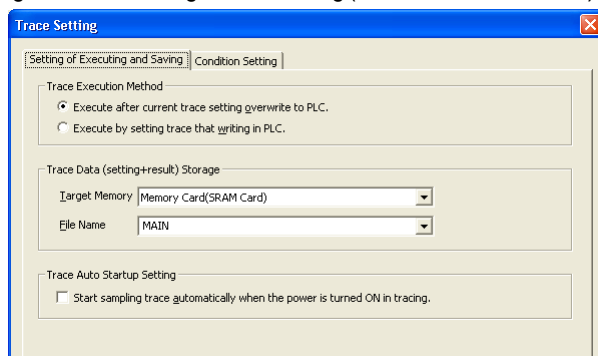 Trace Setting
Setting of Executing and Saving
Condition Setting
Trace Execution Method
Execute after current trace setting overwrite to PLC.
Execute by setting trace that writing in PLC.
Trace Data (setting+result) Storage
Target Memory Memory Card(SRAM Card)
File Name MAIN
Trace Auto Startup Setting
Start sampling trace automatically when the power is turned ON in tracing.